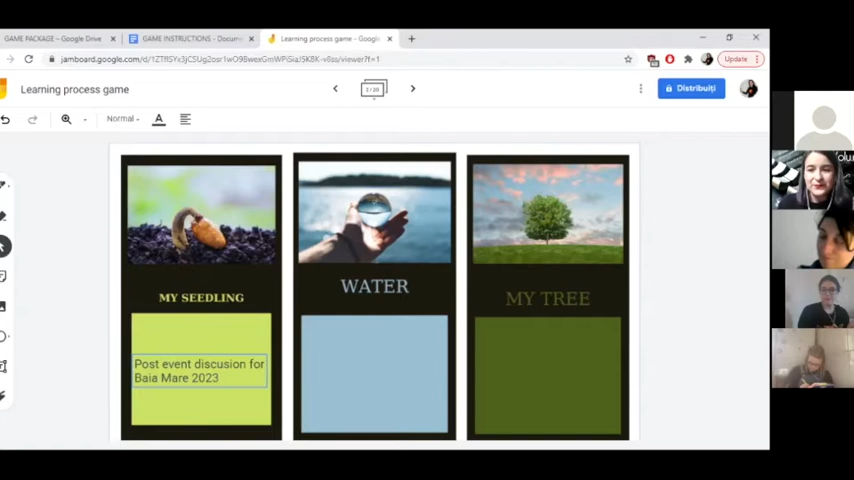 GAME PACKAGE – Google Drive
GAME INSTRUCTIONS - Docum
Learning process game - Google
Update
Learning process game
Distribuiți
Normal
MY SEEDLING
WATER
MY TREE
Post event discusion for
Baia Mare 2023